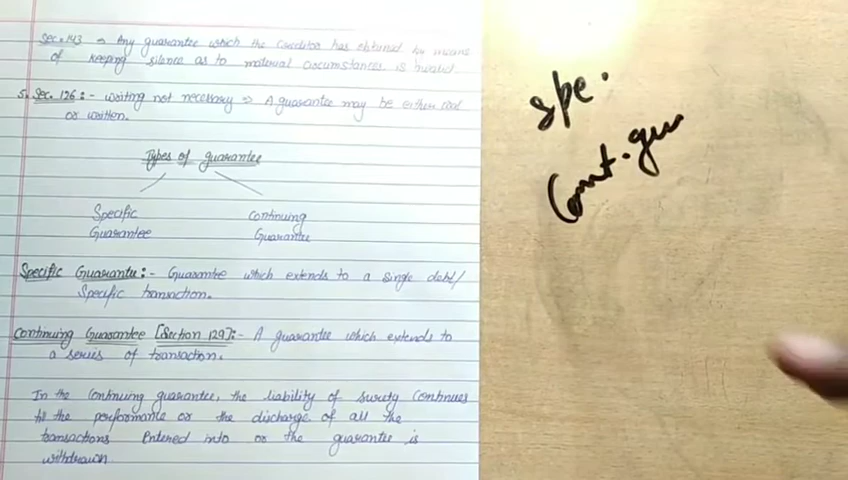 Sec. 143 → Any guarantee which the Creditor has obtained by means
of keeping silence as to material circumstances is invalid.
5. Sec. 126 :- writing not necessary ⇒ A guarantee may be either oral
or written.
Types of guarantee
Specific Guarantee
Continuing Guarantee
Specific Guarantee :- Guarantee which extends to a single debt/
Specific transaction.
Continuing Guarantee [Section 129] :- A guarantee which extends to
a series of transaction.
In the Continuing guarantee, the liability of surety Continues
till the performance or the discharge of all the
transactions Entered into or the guarantee is
withdrawn
Spe.
Cont. gua